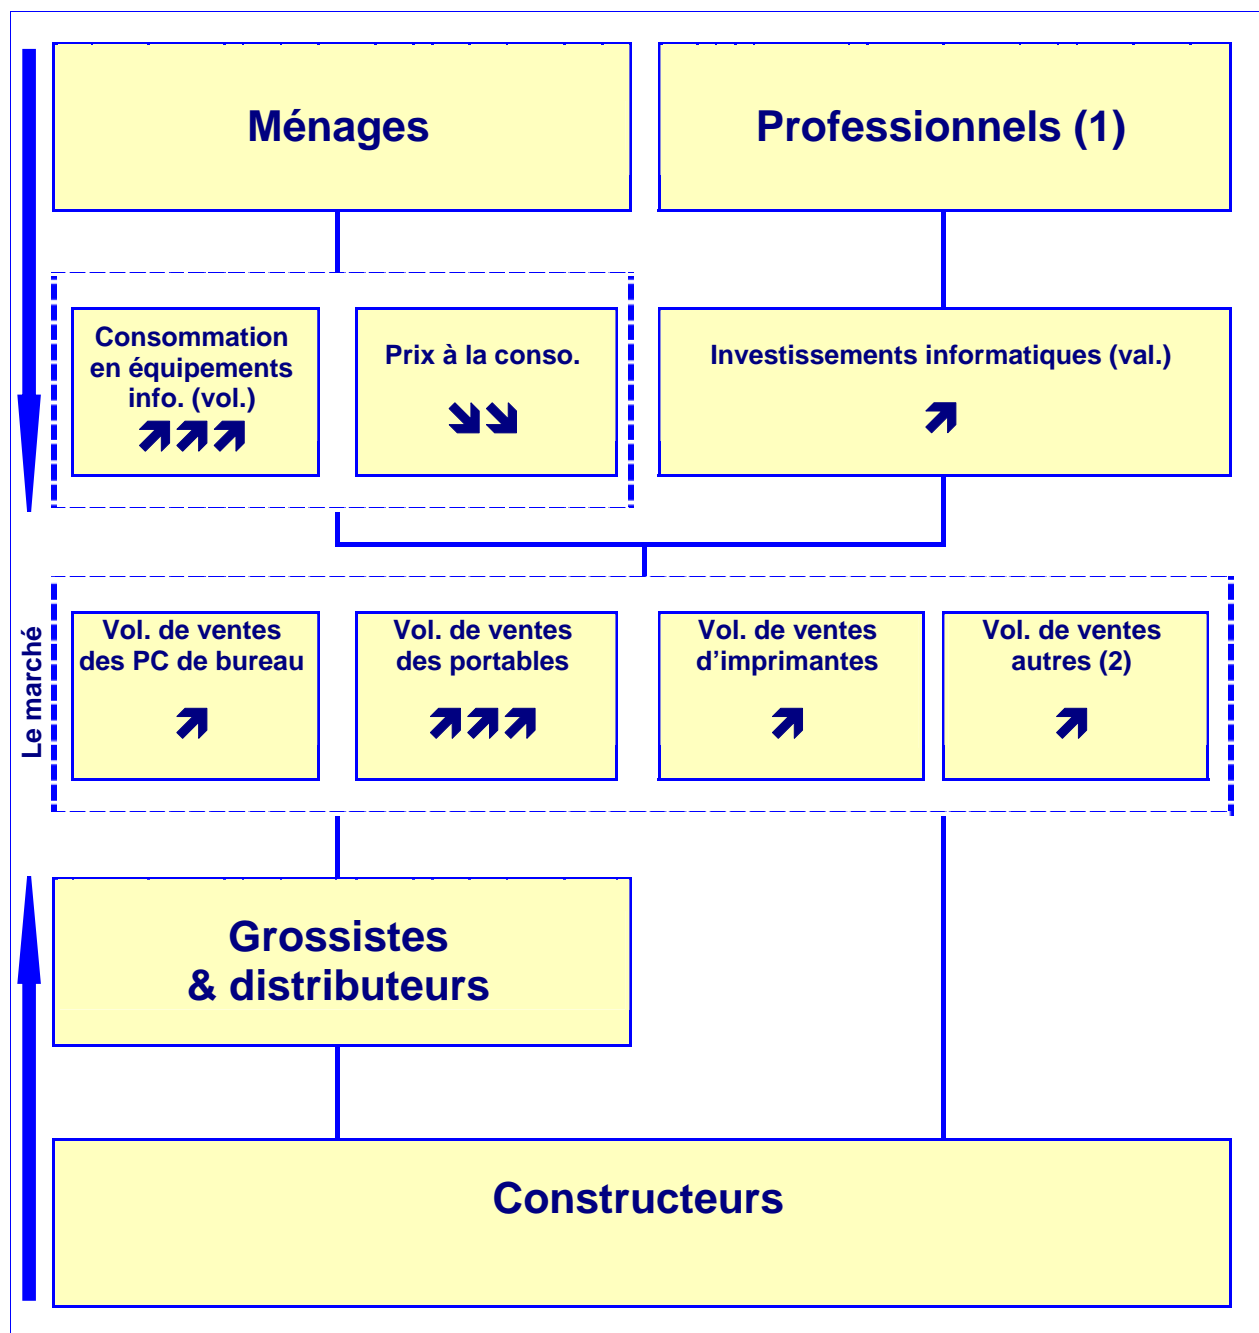 Ménages
Professionnels (1)
Consommation
en équipements
info. (vol.)
Prix à la conso.
Investissements informatiques (val.)
Le marché
Vol. de ventes
des PC de bureau
Vol. de ventes
des portables
Vol. de ventes
d’imprimantes
Vol. de ventes
autres (2)
Grossistes
& distributeurs
Constructeurs